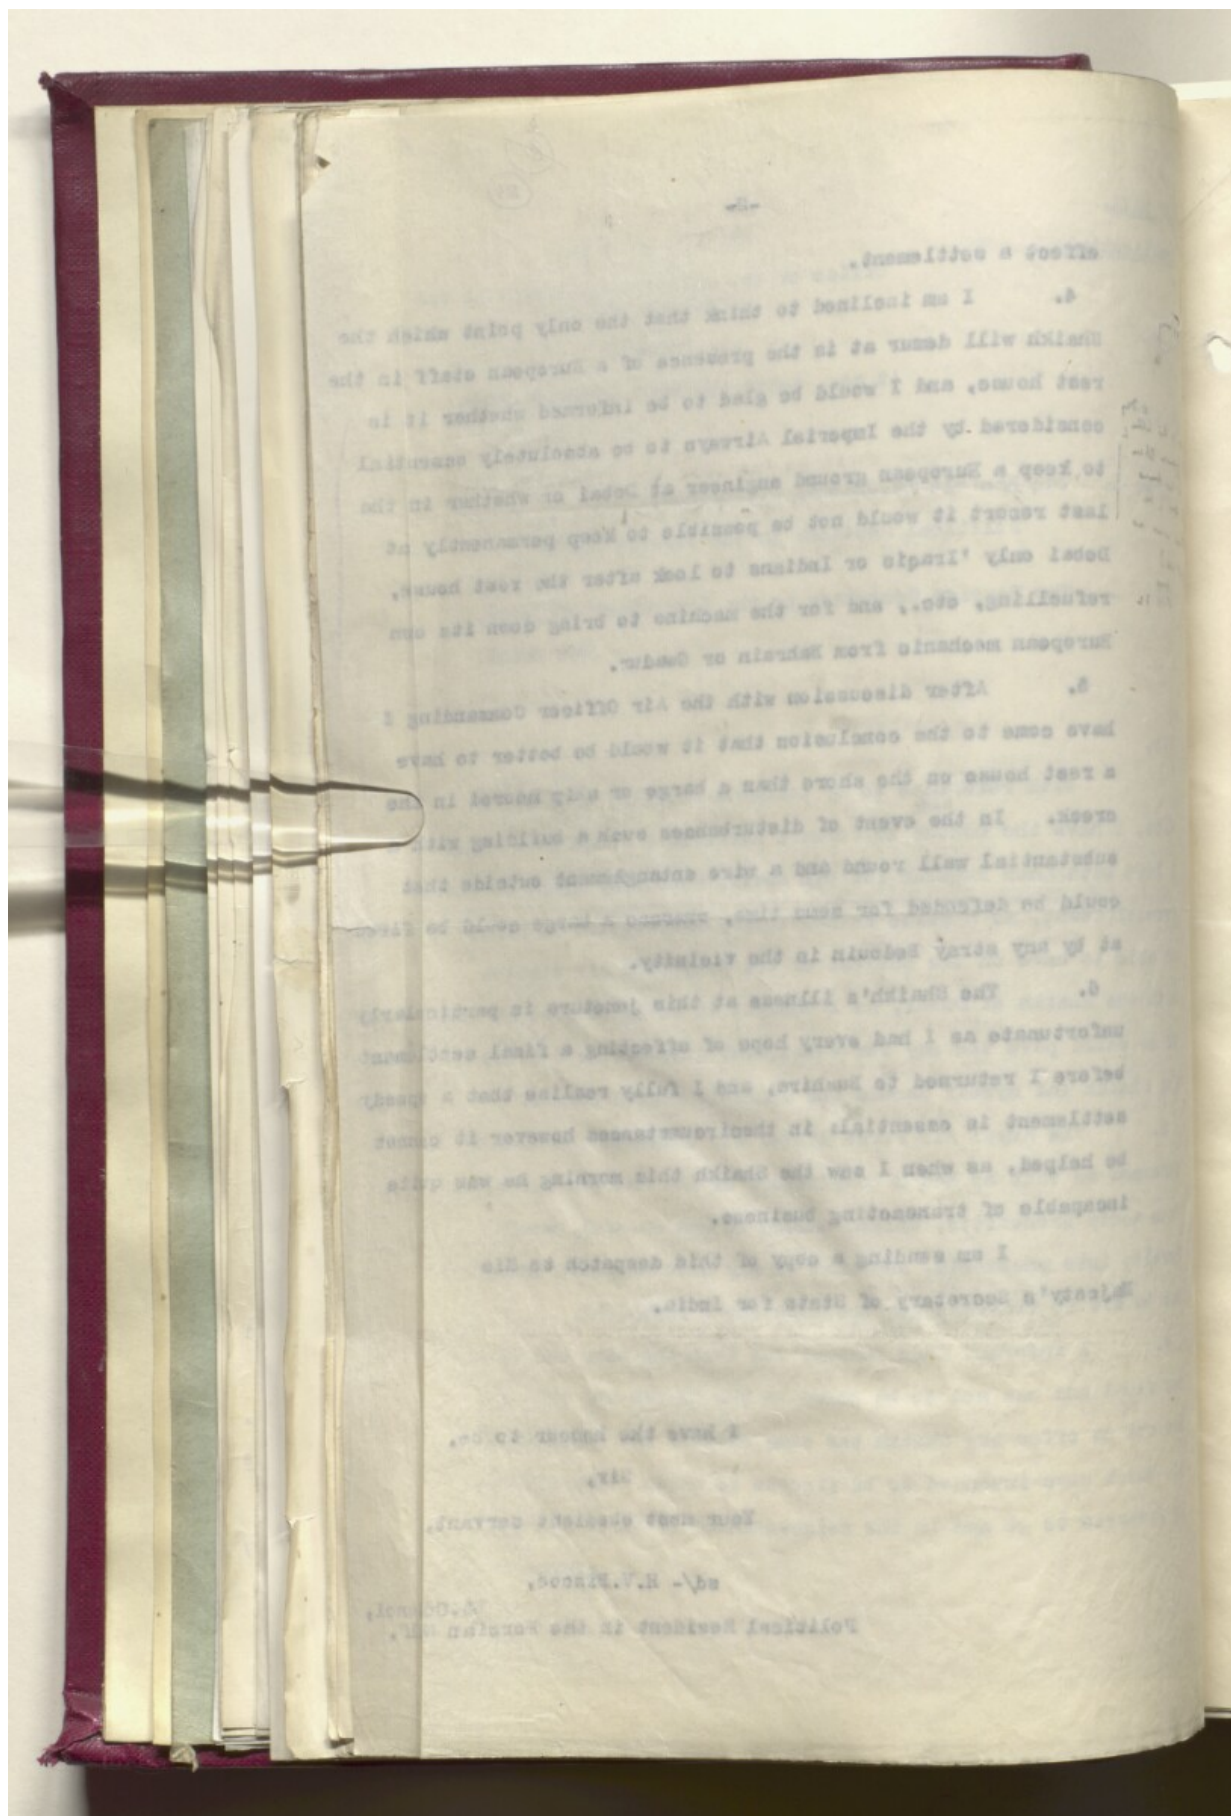 -2-
effect a settlement.
4. I am inclined to think that the only point which the
Shaikh will demur at is the presence of a European staff in the
rest house, and I would be glad to be informed whether it is
considered by the Imperial Airways to be absolutely essential
to keep a European ground engineer at Debai or whether in the
last resort it would not be possible to keep permanently at
Debai only 'Iraqis or Indians to look after the rest house,
refuelling, etc., and for the machine to bring down its own
European mechanic from Bahrain or Gwadur.
5. After discussion with the Air Officer Commanding I
have come to the conclusion that it would be better to have
a rest house on the shore than a barge or ship moored in the
creek. In the event of disturbances such a building with
substantial wall round and a wire entanglement outside that
could be defended for some time, whereas a barge could be fired
at by any stray Bedouin in the vicinity.
6. The Shaikh's illness at this juncture is particularly
unfortunate as I had every hope of effecting a final settlement
before I returned to Bushire, and I fully realise that a speedy
settlement is essential: in thecircumstances however it cannot
be helped, as when I saw the Shaikh this morning he was quite
incapable of transacting business.
I am sending a copy of this despatch to His
Majesty's Secretary of State for India.
I have the honour to be,
Sir,
Your most obedient servant,
sd/- H.V.Biscoe,
Political Resident in the Persian Gulf.